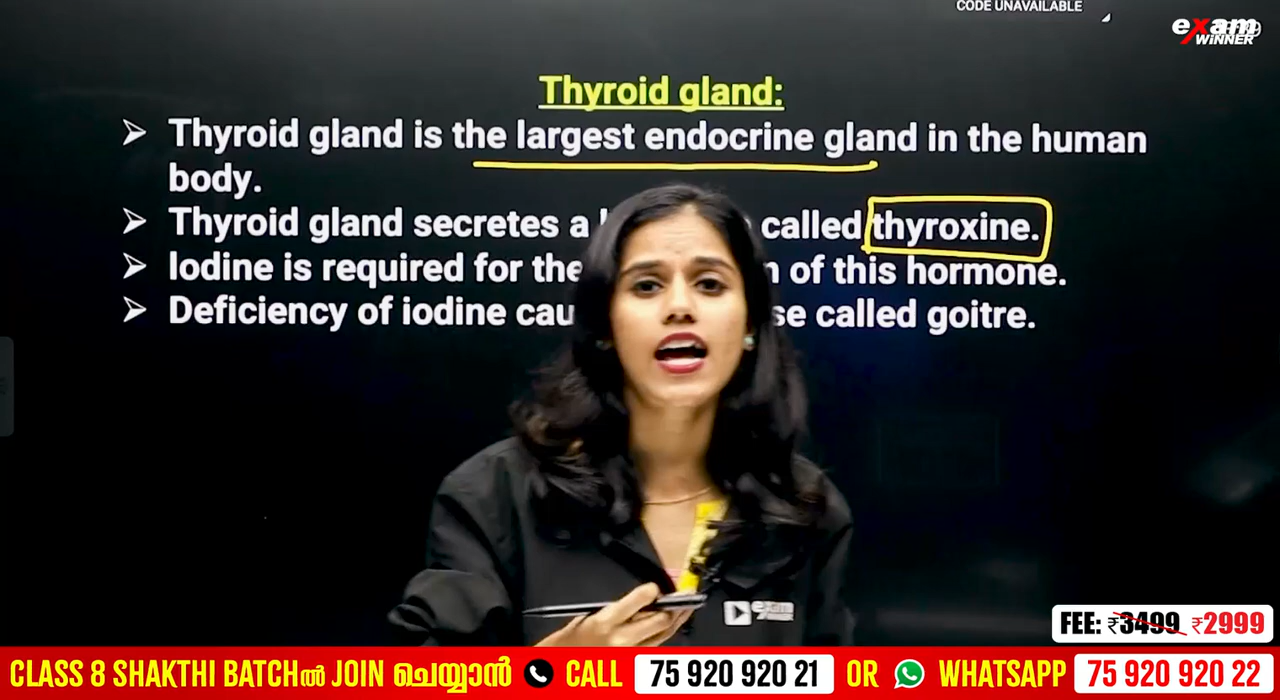 CODE UNAVAILABLE
exam
WINNER
Thyroid gland:
➢ Thyroid gland is the largest endocrine gland in the human
body.
➢ Thyroid gland secretes a called thyroxine.
➢ Iodine is required for the of this hormone.
➢ Deficiency of iodine called goitre.
exam
WINNER
FEE: ₹3499 ₹2999
CLASS 8 SHAKTHI BATCHൽ JOIN ചെയ്യാൻ CALL 75 920 920 21 OR WHATSAPP 75 920 920 22